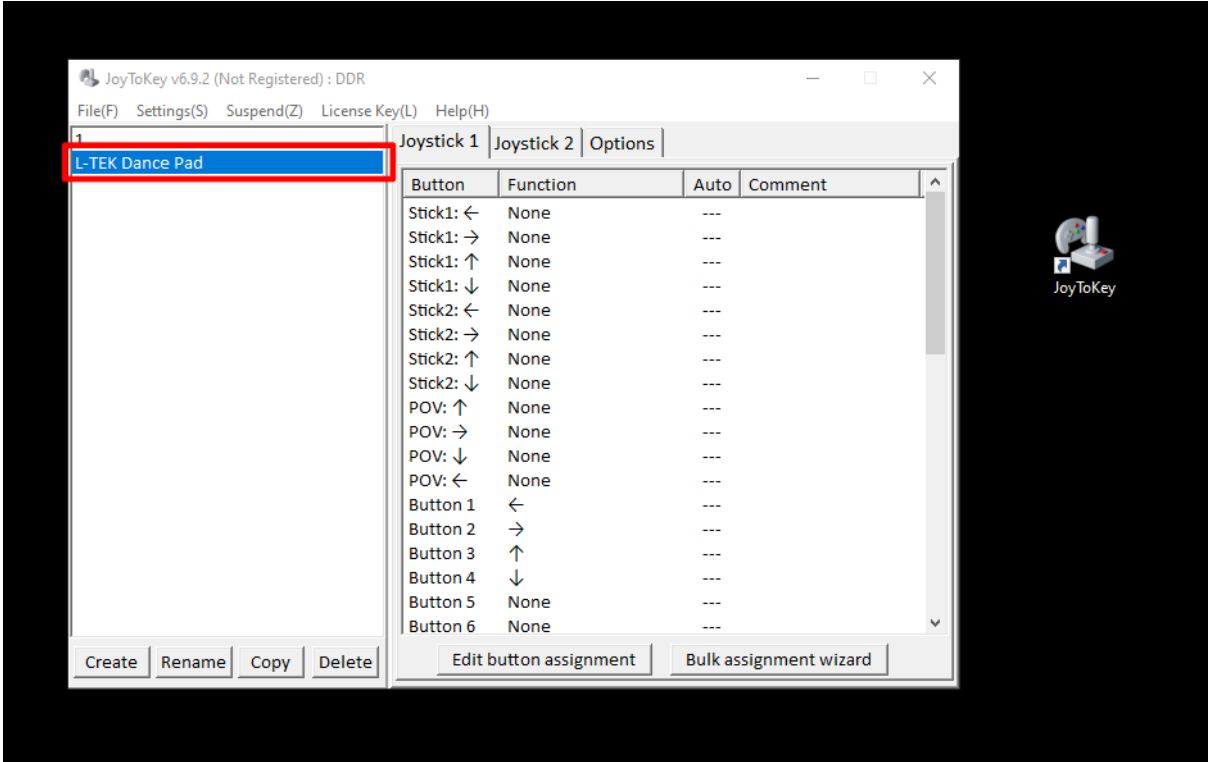 JoyToKey v6.9.2 (Not Registered) : DDR
File(F) Settings(S) Suspend(Z) License Key(L) Help(H)
1
L-TEK Dance Pad
Joystick 1 Joystick 2 Options
Button Function Auto Comment
Stick1: ← None ---
Stick1: → None ---
Stick1: ↑ None ---
Stick1: ↓ None ---
Stick2: ← None ---
Stick2: → None ---
Stick2: ↑ None ---
Stick2: ↓ None ---
POV: ↑ None ---
POV: → None ---
POV: ↓ None ---
POV: ← None ---
Button 1 ← ---
Button 2 → ---
Button 3 ↑ ---
Button 4 ↓ ---
Button 5 None ---
Button 6 None ---
Create Rename Copy Delete
Edit button assignment Bulk assignment wizard
JoyToKey